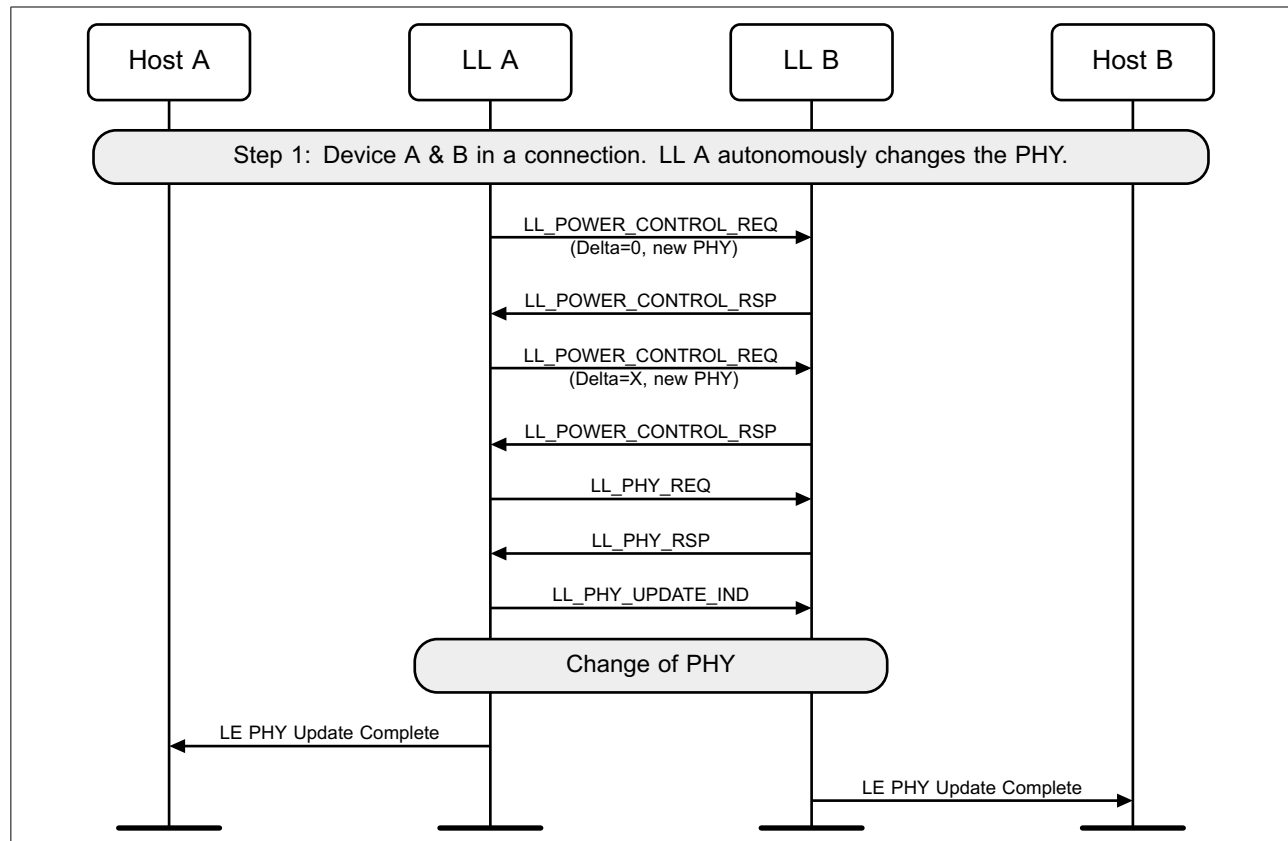 Host A
LL A
LL B
Host B
Step 1: Device A & B in a connection. LL A autonomously changes the PHY.
LL_POWER_CONTROL_REQ
(Delta=0, new PHY)
LL_POWER_CONTROL_RSP
LL_POWER_CONTROL_REQ
(Delta=X, new PHY)
LL_POWER_CONTROL_RSP
LL_PHY_REQ
LL_PHY_RSP
LL_PHY_UPDATE_IND
Change of PHY
LE PHY Update Complete
LE PHY Update Complete